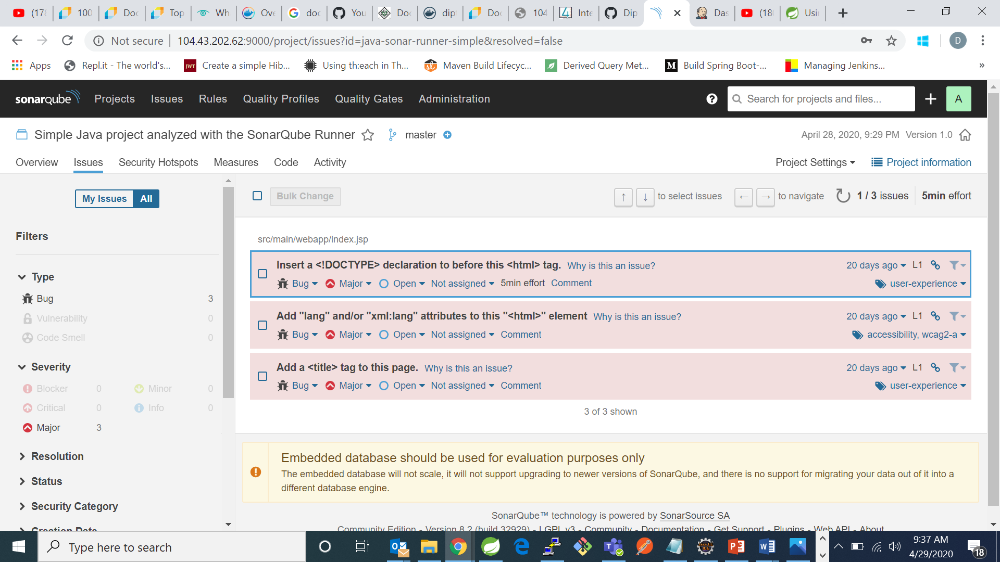 (178
100
Doc
Top
Wh
Ove
doc
You
Doc
dip
Doc
104
Inte
Dip
Das
(180
Usin
Not secure
104.43.202.62:9000/project/issues?id=java-sonar-runner-simple&resolved=false
D
Apps
Repl.it - The world's...
JWT
Create a simple Hib...
Using th:each in Th...
Maven Build Lifecyc...
Derived Query Met...
M
Build Spring Boot-...
Managing Jenkins...
»
sonarqube
Projects
Issues
Rules
Quality Profiles
Quality Gates
Administration
Search for projects and files...
A
Simple Java project analyzed with the SonarQube Runner
master
April 28, 2020, 9:29 PM Version 1.0
Overview
Issues
Security Hotspots
Measures
Code
Activity
Project Settings
Project information
My Issues
All
Bulk Change
↑ ↓ to select issues
← → to navigate
1 / 3 issues
5min effort
Filters
Type
Bug 3
Vulnerability 0
Code Smell 0
Severity
Blocker 0
Minor 0
Critical 0
Info 0
Major 3
Resolution
Status
Security Category
Creation Date
src/main/webapp/index.jsp
Insert a <!DOCTYPE> declaration to before this <html> tag. Why is this an issue?
20 days ago L1
Bug Major Open Not assigned 5min effort Comment
user-experience
Add "lang" and/or "xml:lang" attributes to this "<html>" element Why is this an issue?
20 days ago L1
Bug Major Open Not assigned Comment
accessibility, wcag2-a
Add a <title> tag to this page. Why is this an issue?
20 days ago L1
Bug Major Open Not assigned Comment
user-experience
3 of 3 shown
Embedded database should be used for evaluation purposes only
The embedded database will not scale, it will not support upgrading to newer versions of SonarQube, and there is no support for migrating your data out of it into a
different database engine.
SonarQube™ technology is powered by SonarSource SA
Community Edition - Version 8.2 (build 32929) - LGPL v3 - Community - Documentation - Get Support - Plugins - Web API - About
Type here to search
9:37 AM
4/29/2020
18